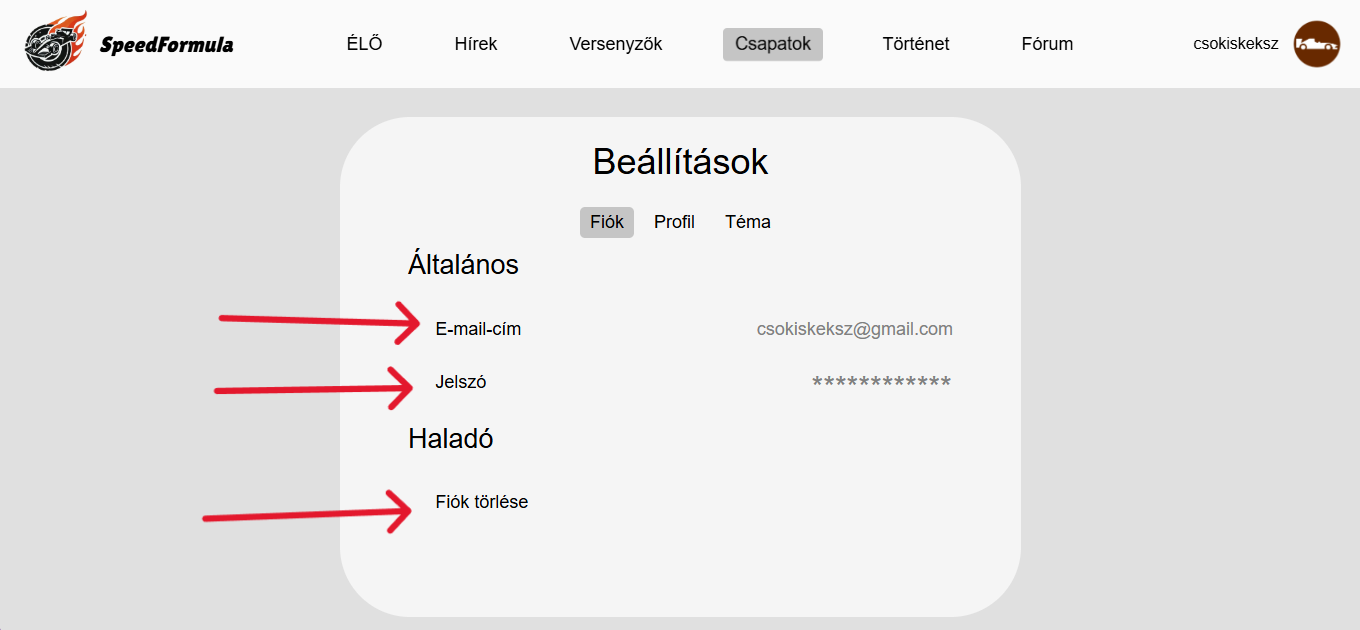 SpeedFormula ÉLŐ Hírek Versenyzők Csapatok Történet Fórum csokiskeksz
Beállítások
Fiók Profil Téma
Általános
E-mail-cím csokiskeksz@gmail.com
Jelszó ************
Haladó
Fiók törlése